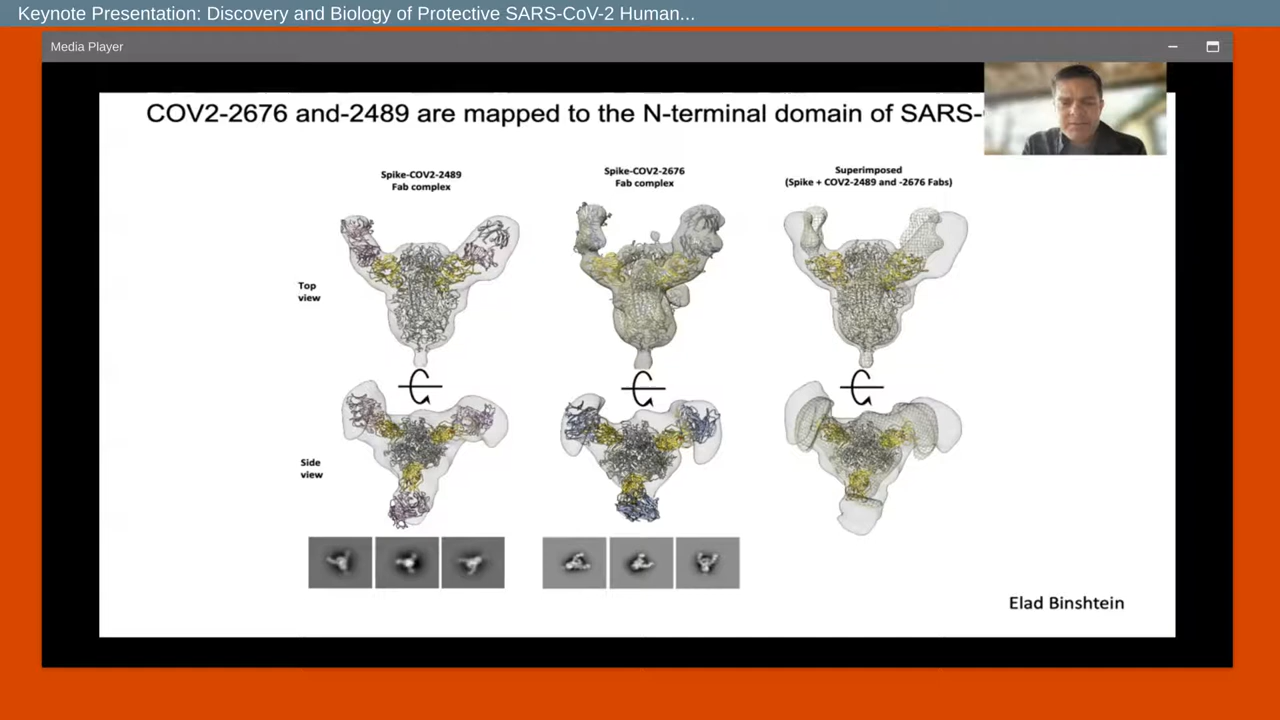 Keynote Presentation: Discovery and Biology of Protective SARS-CoV-2 Human...
Media Player
COV2-2676 and-2489 are mapped to the N-terminal domain of SARS-
Spike-COV2-2489
Fab complex
Spike-COV2-2676
Fab complex
Superimposed
(Spike + COV2-2489 and -2676 Fabs)
Top
view
Side
view
Elad Binshtein